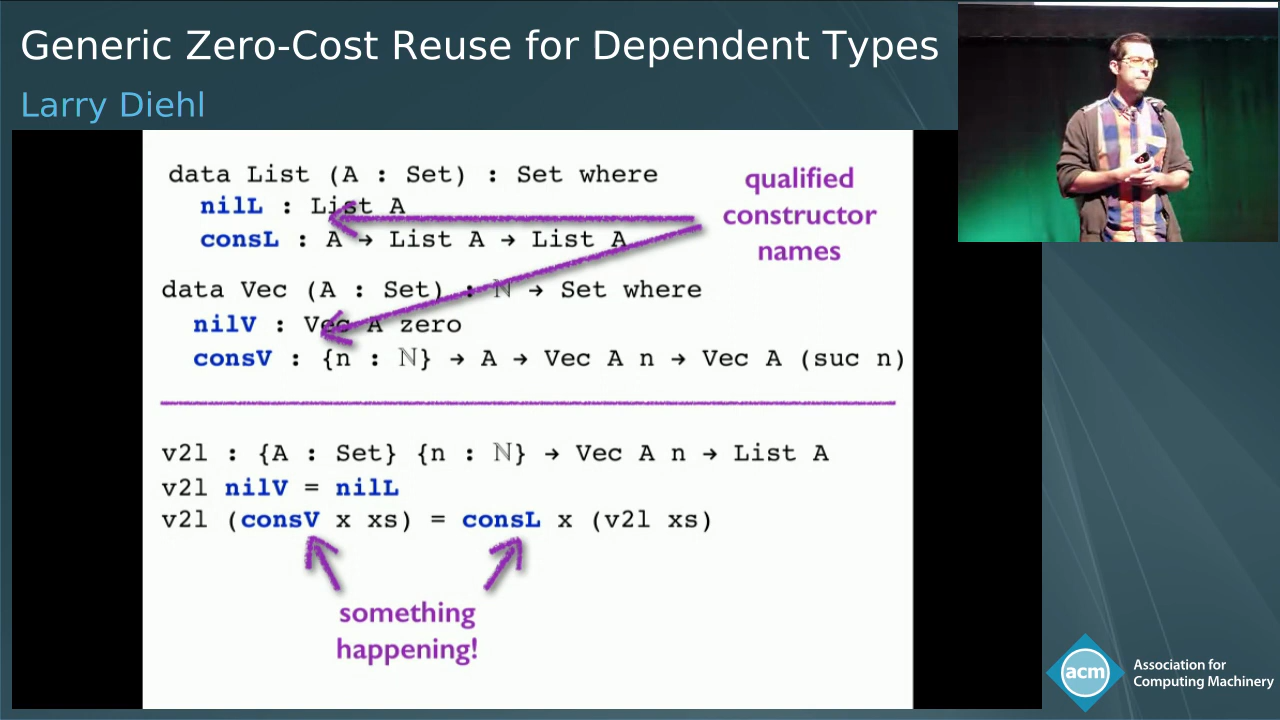 Generic Zero-Cost Reuse for Dependent Types
Larry Diehl
data List (A : Set) : Set where
nilL : List A
consL : A → List A → List A
qualified
constructor
names
data Vec (A : Set) : ℕ → Set where
nilV : Vec A zero
consV : {n : ℕ} → A → Vec A n → Vec A (suc n)
v2l : {A : Set} {n : ℕ} → Vec A n → List A
v2l nilV = nilL
v2l (consV x xs) = consL x (v2l xs)
something
happening!
acm
Association for
Computing Machinery